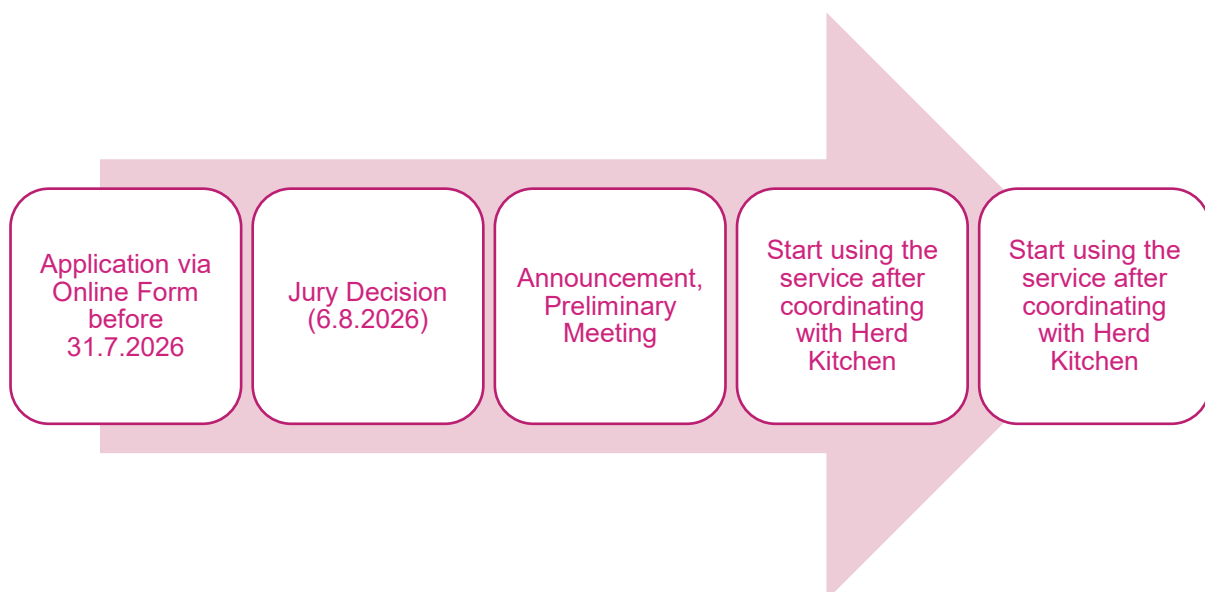 Application via
Online Form
before
31.7.2026
Jury Decision
(6.8.2026)
Announcement,
Preliminary
Meeting
Start using the
service after
coordinating
with Herd
Kitchen
Start using the
service after
coordinating
with Herd
Kitchen